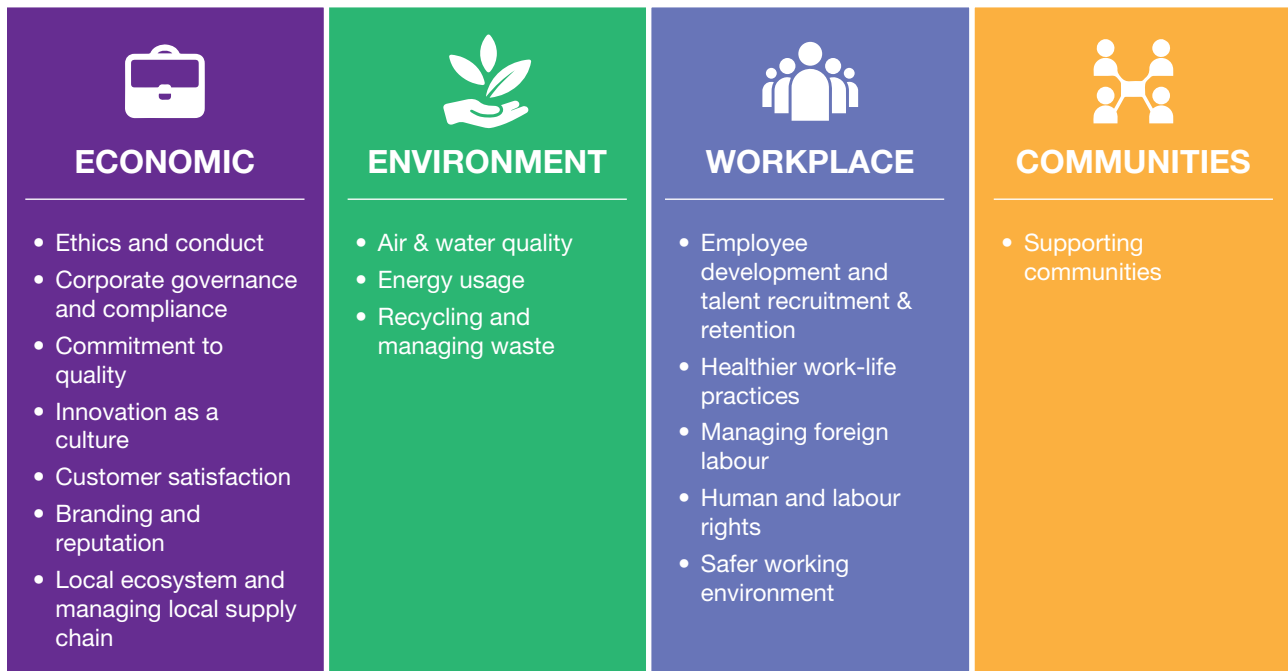 ECONOMIC
• Ethics and conduct
• Corporate governance
and compliance
• Commitment to
quality
• Innovation as a
culture
• Customer satisfaction
• Branding and
reputation
• Local ecosystem and
managing local supply
chain
ENVIRONMENT
• Air & water quality
• Energy usage
• Recycling and
managing waste
WORKPLACE
• Employee
development and
talent recruitment &
retention
• Healthier work-life
practices
• Managing foreign
labour
• Human and labour
rights
• Safer working
environment
COMMUNITIES
• Supporting
communities